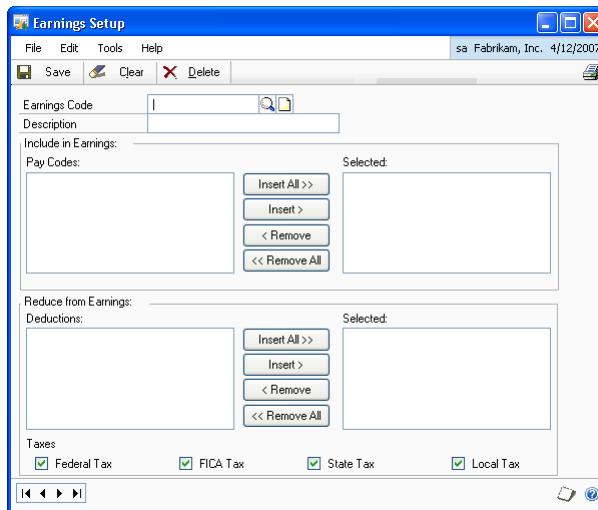 Earnings Setup
File Edit Tools Help sa Fabrikam, Inc. 4/12/2007
Save Clear Delete
Earnings Code
Description
Include in Earnings:
Pay Codes: Selected:
Insert All >>
Insert >
< Remove
<< Remove All
Reduce from Earnings:
Deductions: Selected:
Insert All >>
Insert >
< Remove
<< Remove All
Taxes
Federal Tax FICA Tax State Tax Local Tax